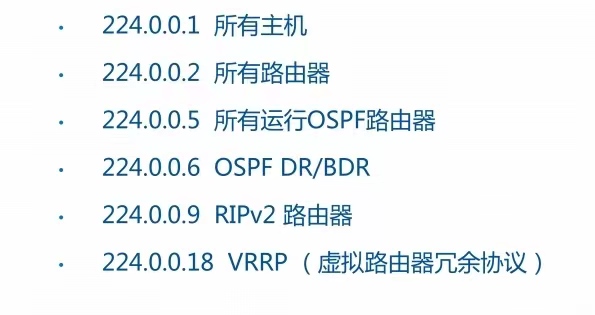 • 224.0.0.1 所有主机
• 224.0.0.2 所有路由器
• 224.0.0.5 所有运行OSPF路由器
• 224.0.0.6 OSPF DR/BDR
• 224.0.0.9 RIPv2 路由器
• 224.0.0.18 VRRP（虚拟路由器冗余协议）